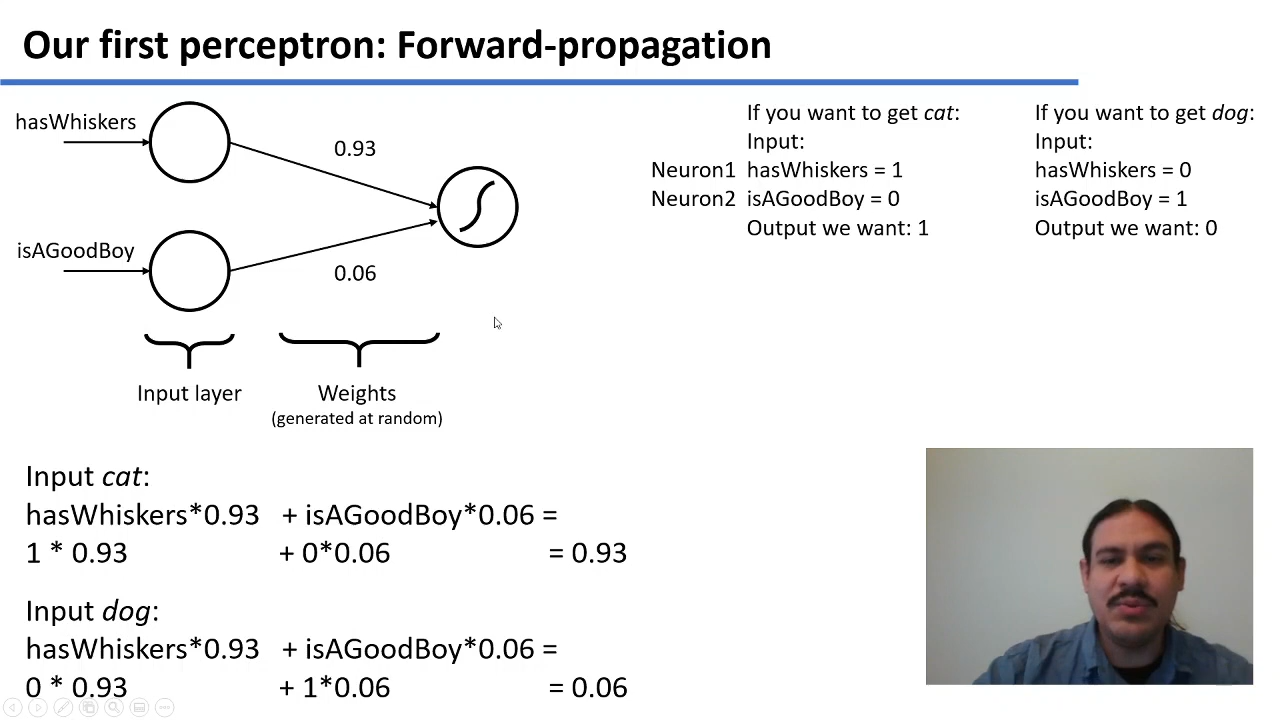 Our first perceptron: Forward-propagation
hasWhiskers
0.93
isAGoodBoy
0.06
Input layer
Weights
(generated at random)
If you want to get cat:
Input:
Neuron1 hasWhiskers = 1
Neuron2 isAGoodBoy = 0
Output we want: 1
If you want to get dog:
Input:
hasWhiskers = 0
isAGoodBoy = 1
Output we want: 0
Input cat:
hasWhiskers*0.93 + isAGoodBoy*0.06 =
1 * 0.93 + 0*0.06 = 0.93
Input dog:
hasWhiskers*0.93 + isAGoodBoy*0.06 =
0 * 0.93 + 1*0.06 = 0.06